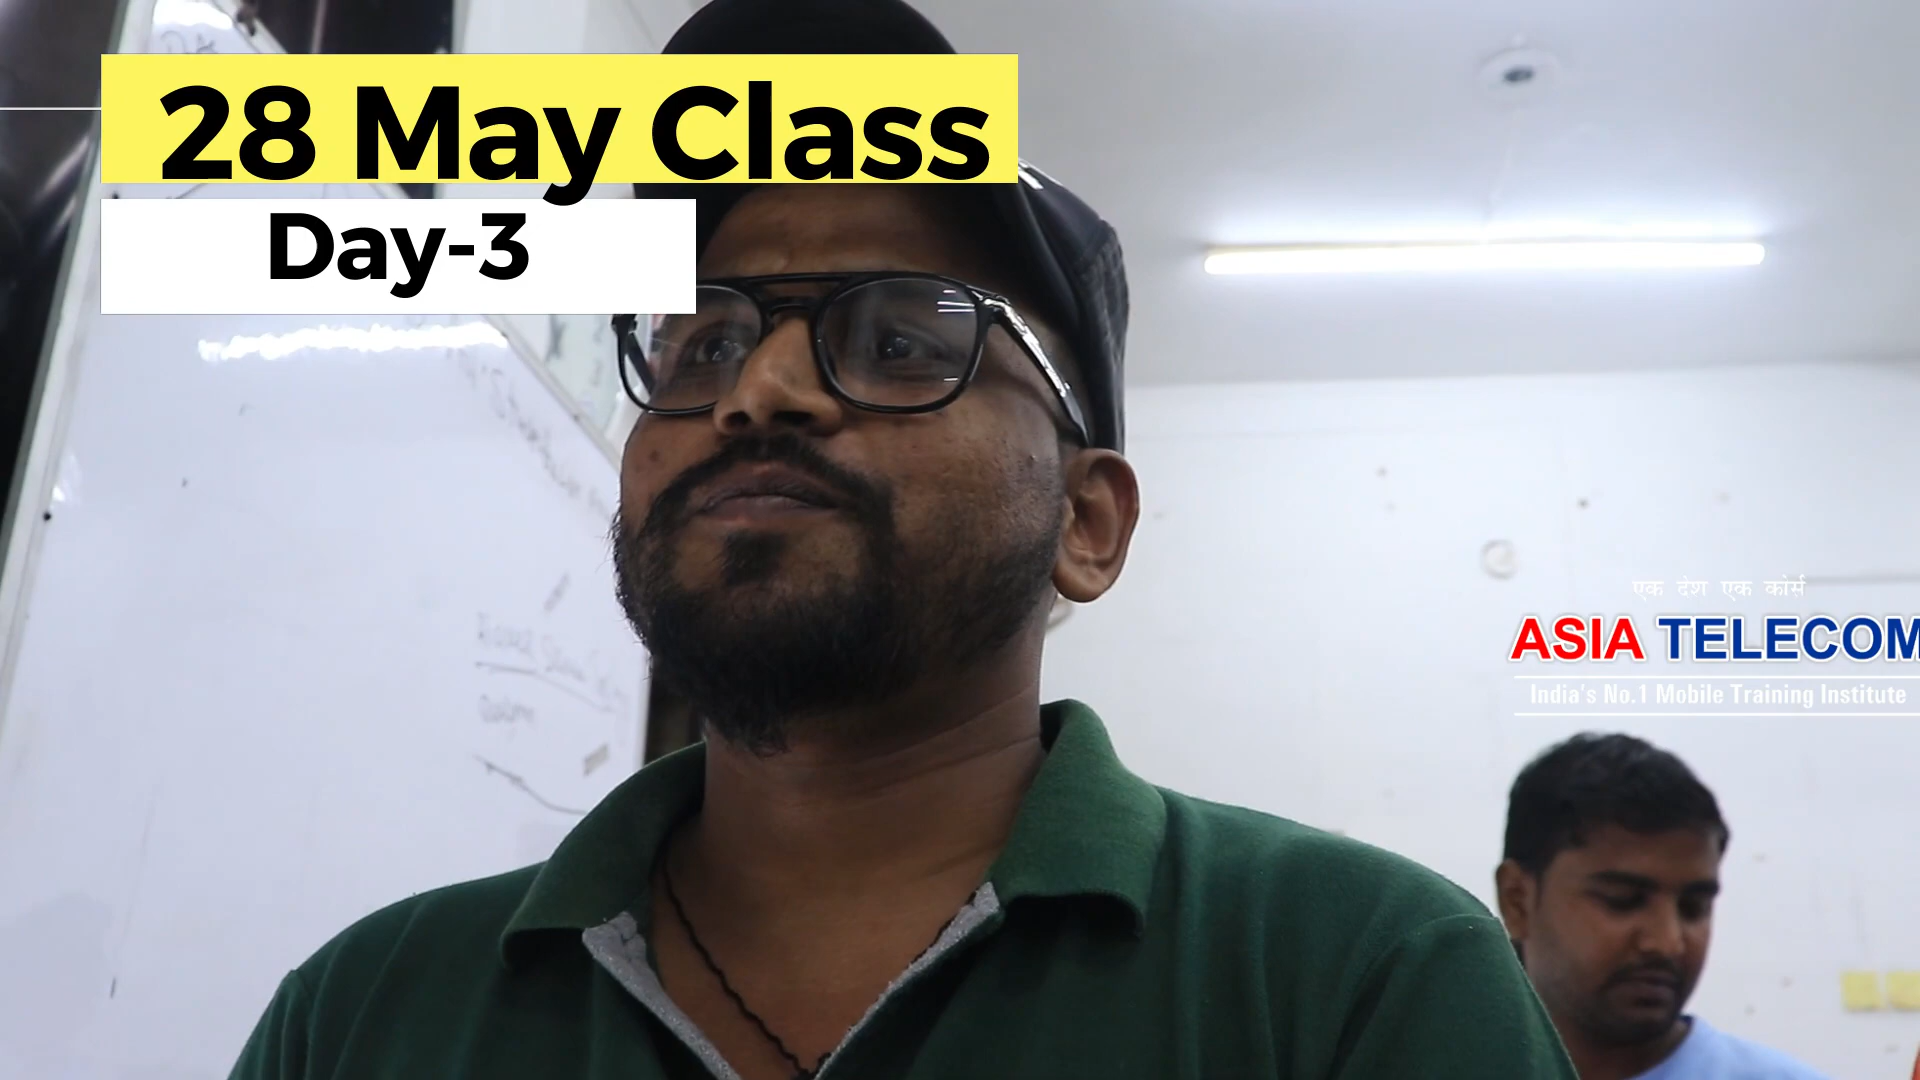 28 May Class
Day-3
एक देश एक कोर्स
ASIA TELECOM
India's No.1 Mobile Training Institute